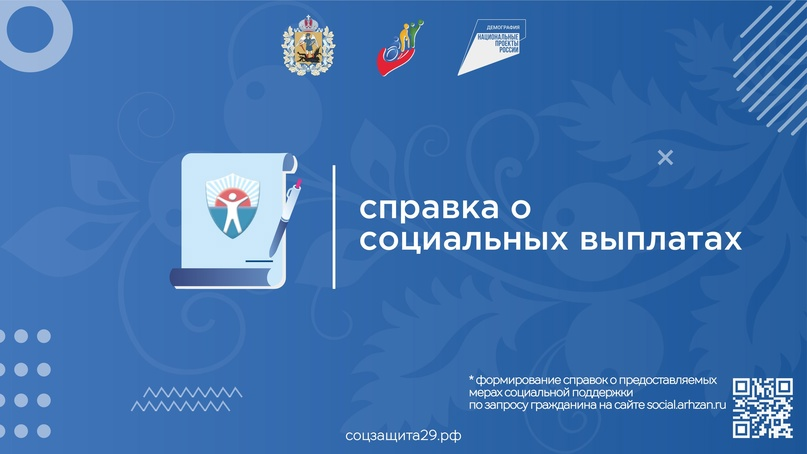 ДЕМОГРАФИЯ
НАЦИОНАЛЬНЫЕ
ПРОЕКТЫ
РОССИИ
справка о
социальных выплатах
* формирование справок о предоставляемых
мерах социальной поддержки
по запросу гражданина на сайте social.arhzan.ru
соцзащита29.рф